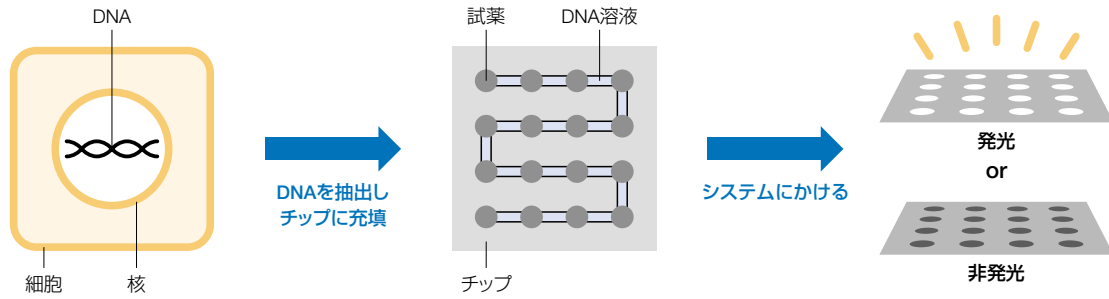 DNA
細胞
核
DNAを抽出し
チップに充填
試薬
DNA溶液
チップ
システムにかける
発光
or
非発光